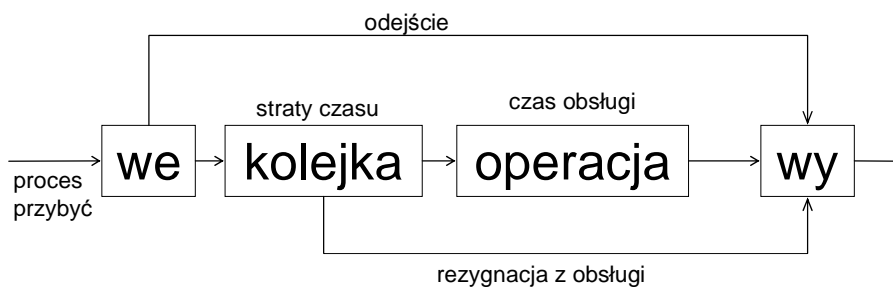 odejście
straty czasu
czas obsługi
we
kolejka
operacja
wy
proces
przybyć
rezygnacja z obsługi